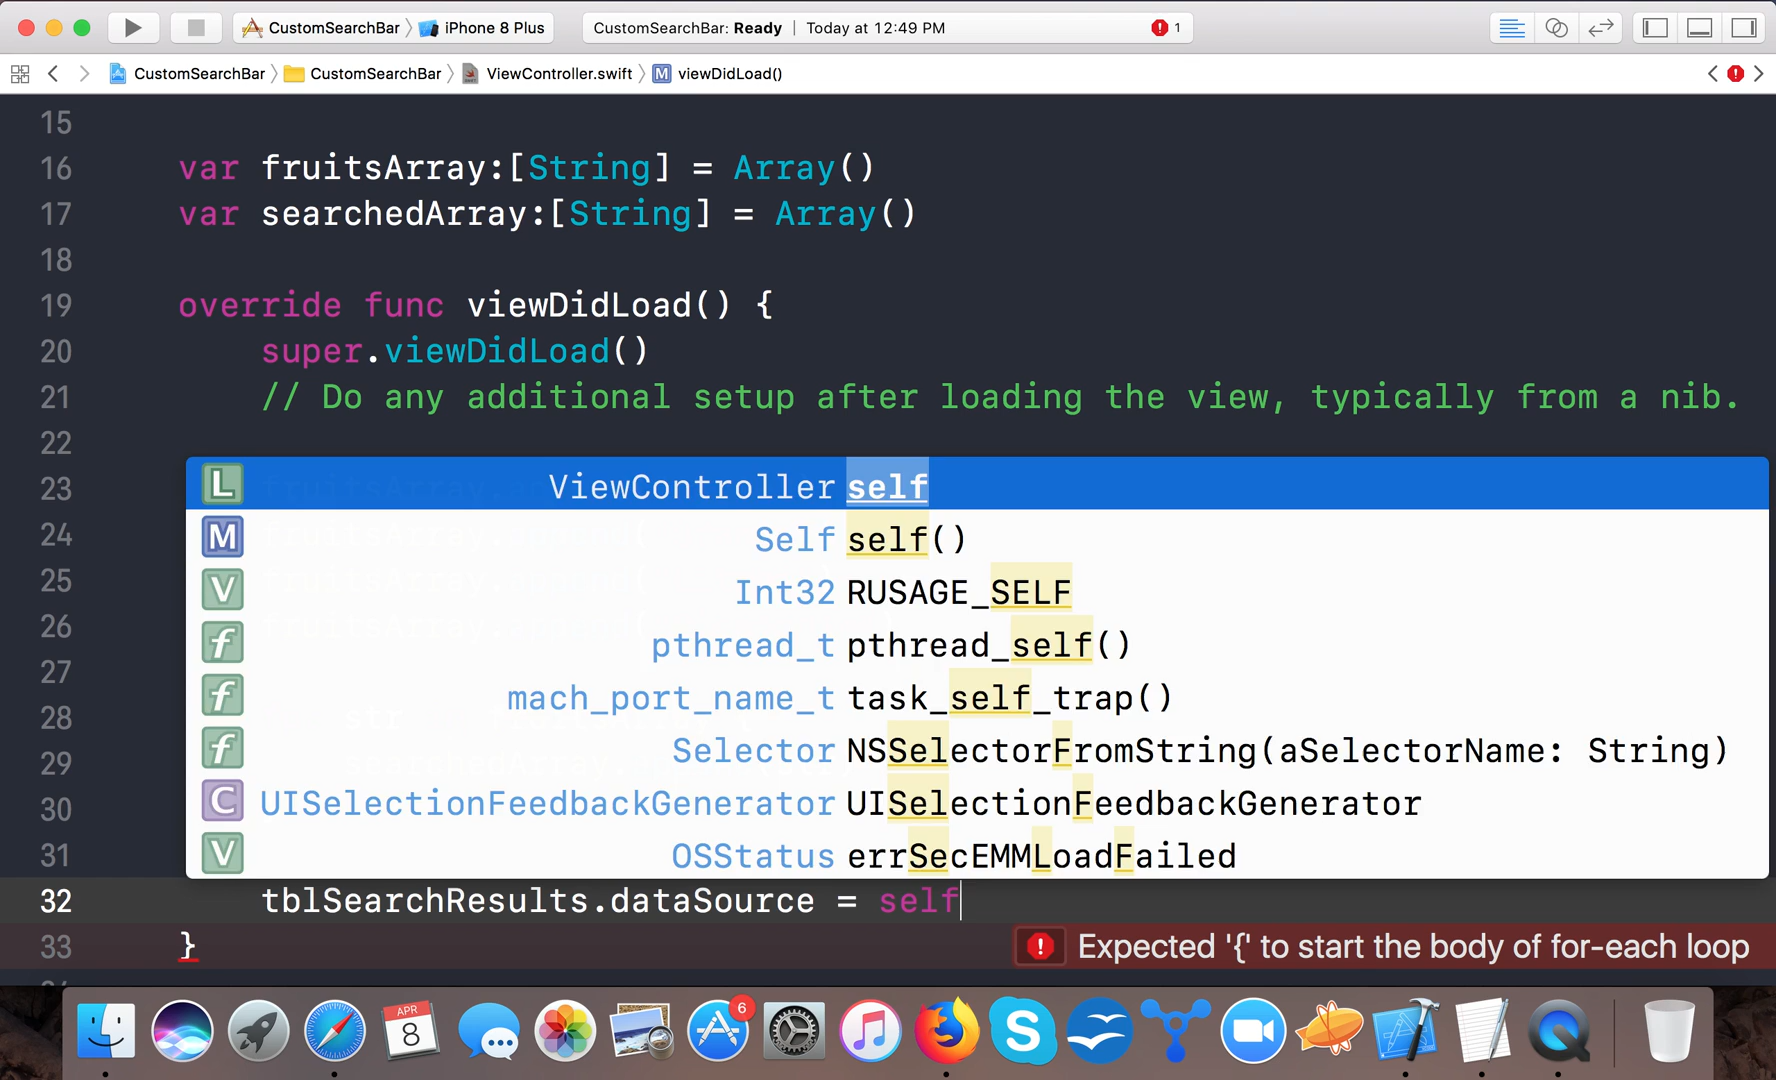 CustomSearchBar iPhone 8 Plus CustomSearchBar: Ready | Today at 12:49 PM 1
CustomSearchBar CustomSearchBar ViewController.swift M viewDidLoad()
15
16 var fruitsArray:[String] = Array()
17 var searchedArray:[String] = Array()
18
19 override func viewDidLoad() {
20 super.viewDidLoad()
21 // Do any additional setup after loading the view, typically from a nib.
22
23 L ViewController self
24 M Self self()
25 V Int32 RUSAGE_SELF
26 f pthread_t pthread_self()
27
28 f mach_port_name_t task_self_trap()
29 f Selector NSSelectorFromString(aSelectorName: String)
30 C UISelectionFeedbackGenerator UISelectionFeedbackGenerator
31 V OSStatus errSecEMMLoadFailed
32 tblSearchResults.dataSource = self
33 } Expected '{' to start the body of for-each loop
APR
8
6
S